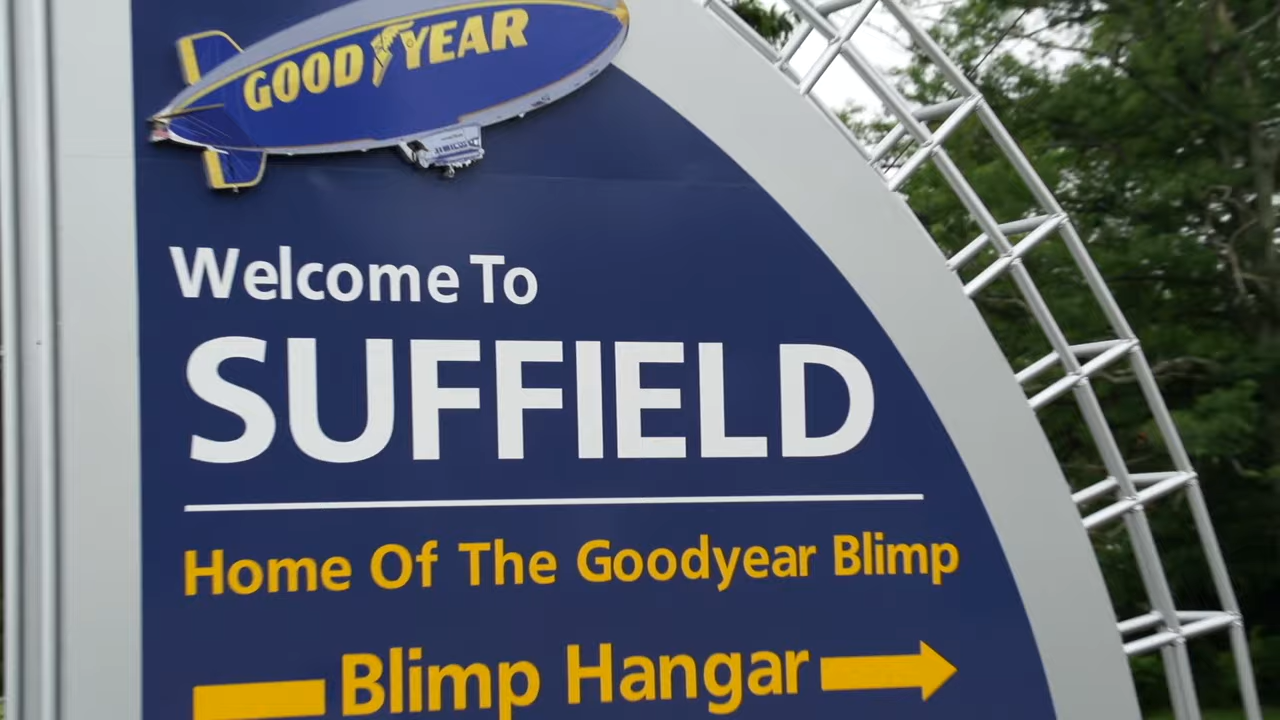 GOODYEAR
Welcome To
SUFFIELD
Home Of The Goodyear Blimp
Blimp Hangar